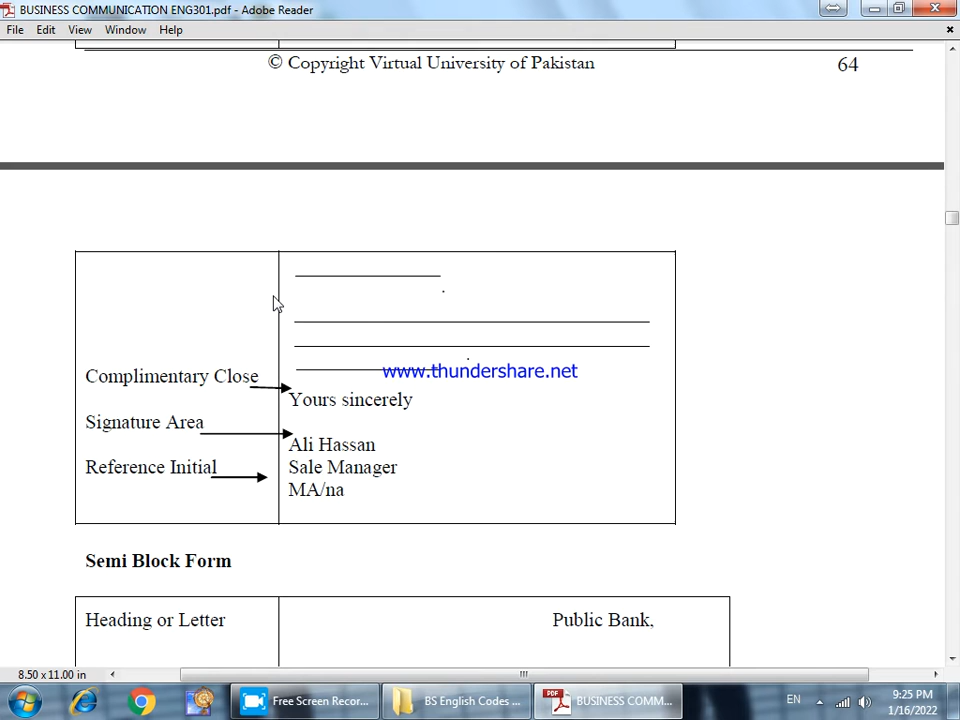 BUSINESS COMMUNICATION ENG301.pdf - Adobe Reader
File Edit View Window Help
© Copyright Virtual University of Pakistan 64
www.thundershare.net
Complimentary Close
Yours sincerely
Signature Area
Ali Hassan
Reference Initial Sale Manager
MA/na
Semi Block Form
Heading or Letter Public Bank,
8.50 x 11.00 in
Free Screen Recor... BS English Codes ... BUSINESS COMM... EN 9:25 PM
1/16/2022